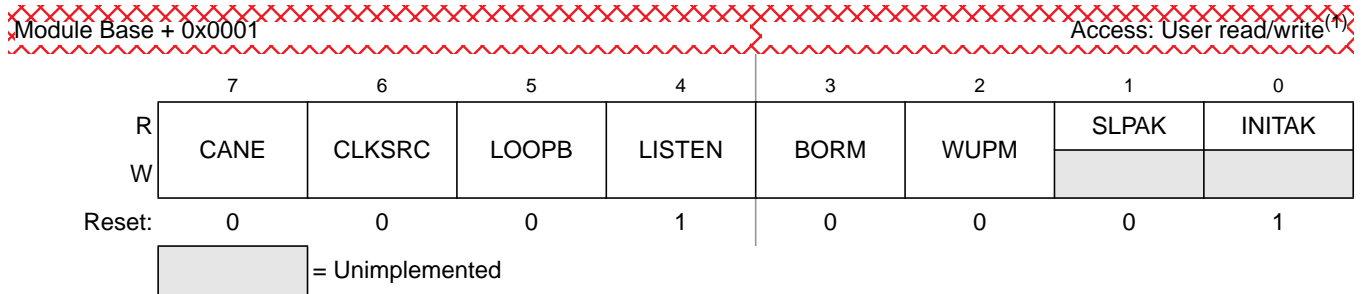 Module Base + 0x0001 Access: User read/write(1)
7 6 5 4 3 2 1 0
R CANE CLKSRC LOOPB LISTEN BORM WUPM SLPAK INITAK
W
Reset: 0 0 0 1 0 0 0 1
= Unimplemented